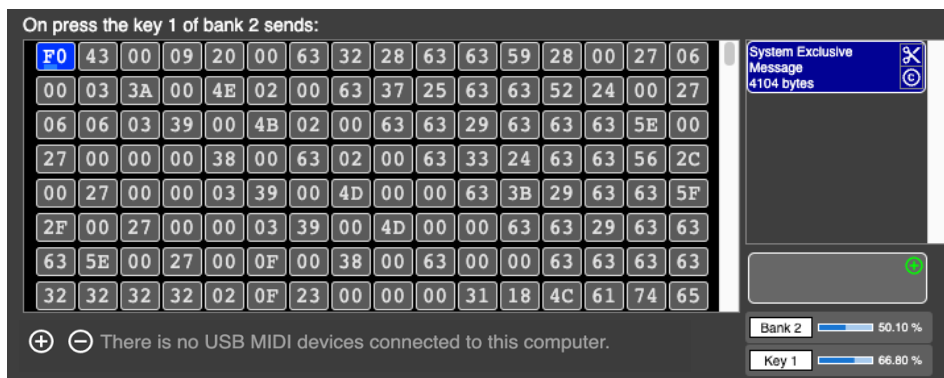 On press the key 1 of bank 2 sends:
F0 43 00 09 20 00 63 32 28 63 63 59 28 00 27 06
00 03 3A 00 4E 02 00 63 37 25 63 63 52 24 00 27
06 06 03 39 00 4B 02 00 63 63 29 63 63 63 5E 00
27 00 00 00 38 00 63 02 00 63 33 24 63 63 56 2C
00 27 00 00 03 39 00 4D 00 00 63 3B 29 63 63 5F
2F 00 27 00 00 03 39 00 4D 00 00 63 63 29 63 63
63 5E 00 27 00 0F 00 38 00 63 00 00 63 63 63 63
32 32 32 32 02 0F 23 00 00 00 31 18 4C 61 74 65
There is no USB MIDI devices connected to this computer.
System Exclusive
Message
4104 bytes
©
Bank 2 50.10 %
Key 1 66.80 %